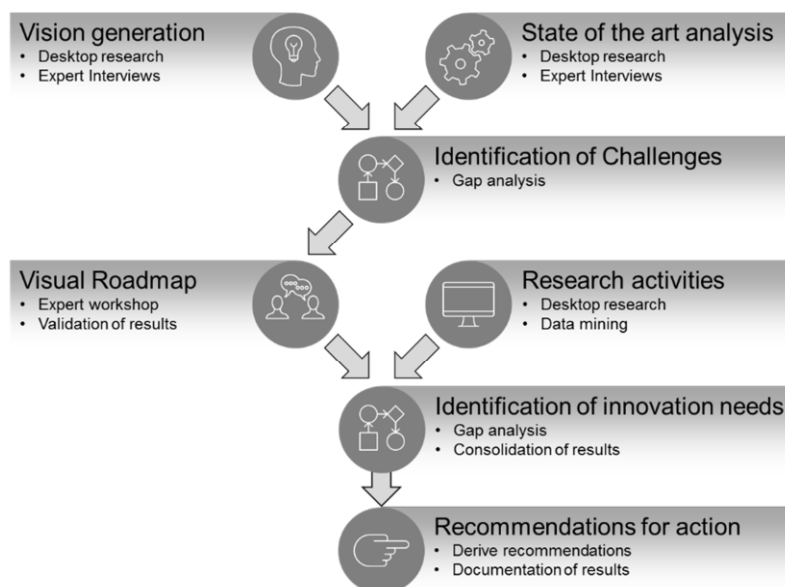 Vision generation
• Desktop research
• Expert Interviews
State of the art analysis
• Desktop research
• Expert Interviews
Identification of Challenges
• Gap analysis
Visual Roadmap
• Expert workshop
• Validation of results
Research activities
• Desktop research
• Data mining
Identification of innovation needs
• Gap analysis
• Consolidation of results
Recommendations for action
• Derive recommendations
• Documentation of results